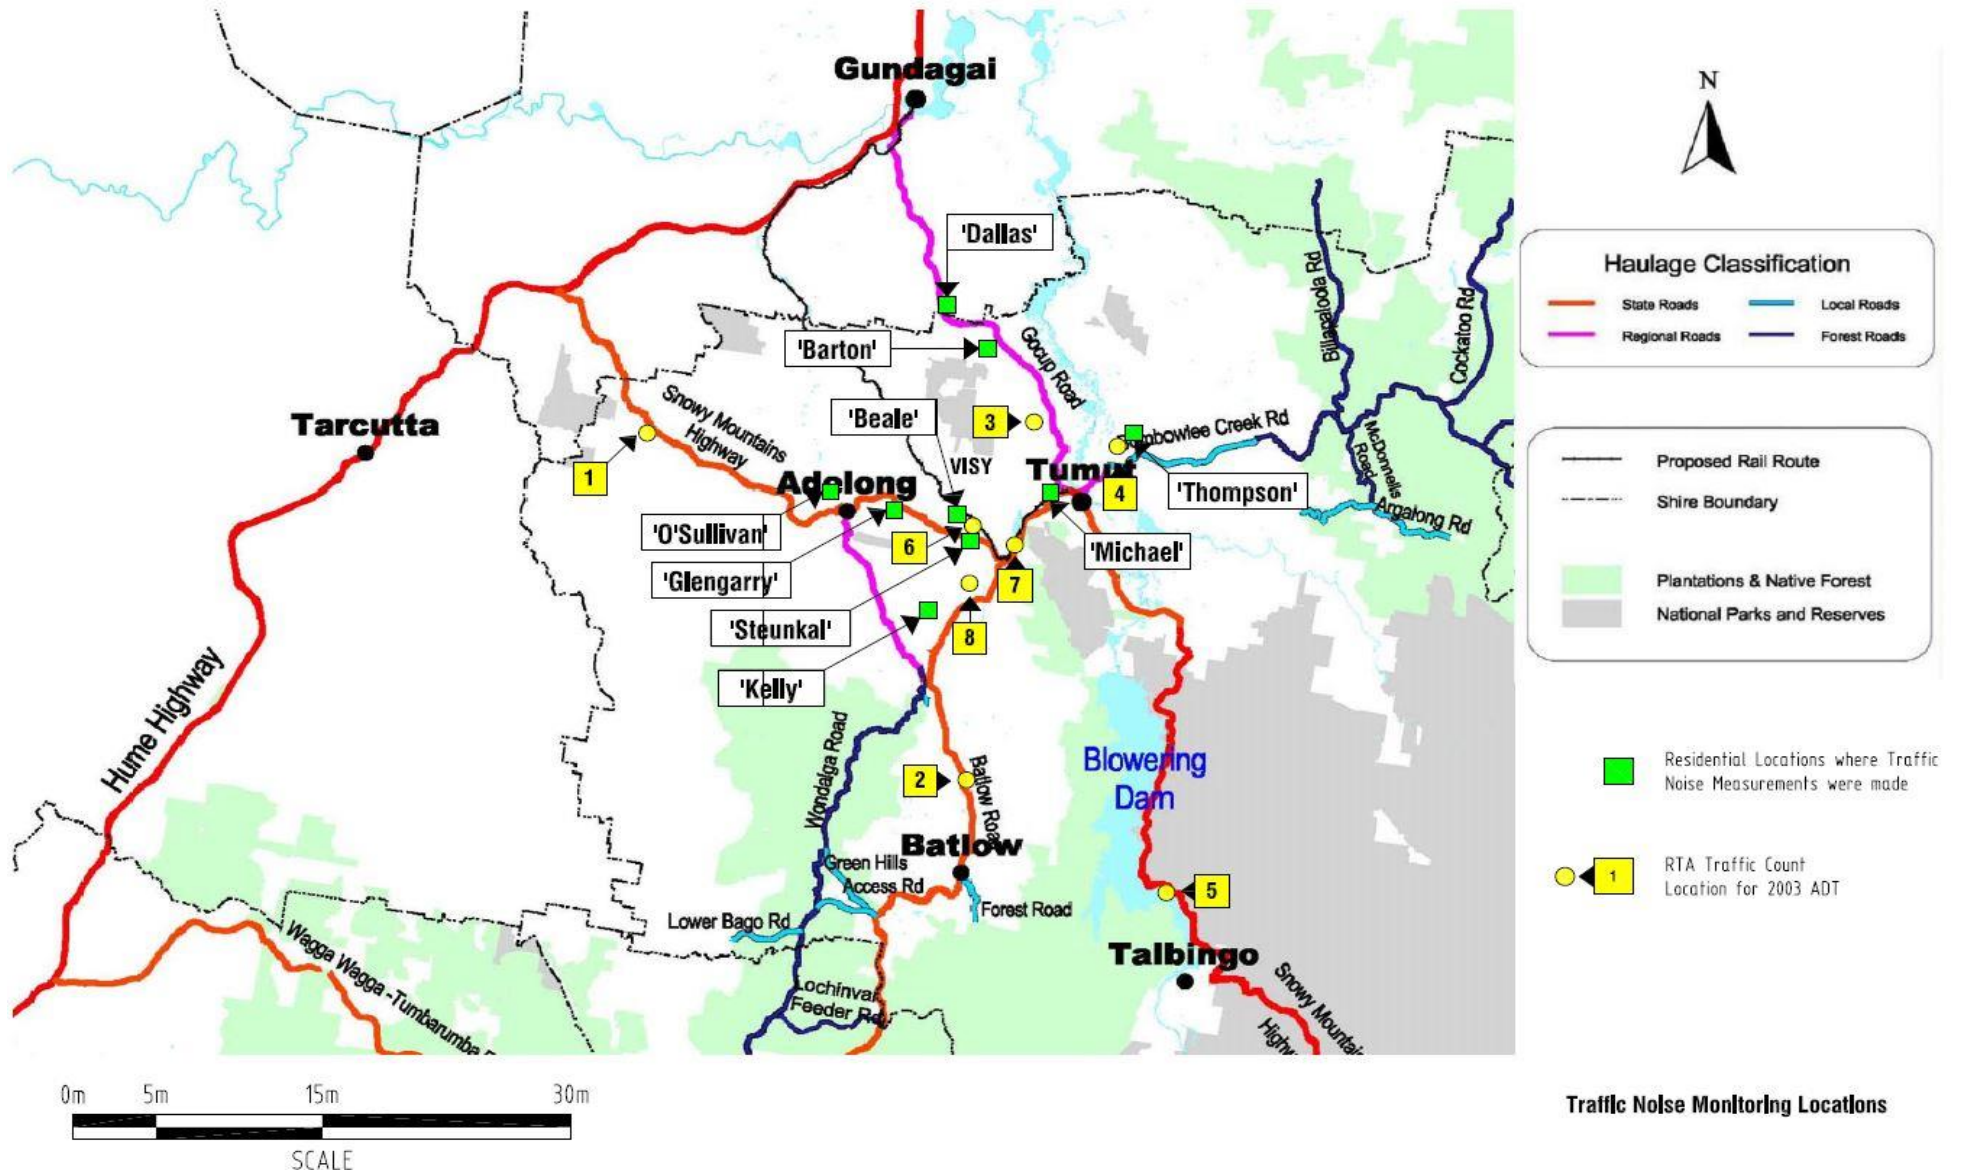 Gundagai
N
'Dallas'
Haulage Classification
State Roads
Local Roads
Regional Roads
Forest Roads
'Barton'
Gocup Road
Billapaloola Rd
Cockatoo Rd
Snowy Mountains
Highway
'Beale'
3
Tarcutta
1
VISY
Tumut
4
Bombowlee Creek Rd
McDonnells
Road
'Thompson'
Argalong Rd
Proposed Rail Route
Shire Boundary
Adelong
'O'Sullivan'
6
'Michael'
'Glengarry'
7
Plantations & Native Forest
National Parks and Reserves
'Steunkal'
8
'Kelly'
Hume Highway
Wondalga Road
2
Batlow Road
Blowering
Dam
Residential Locations where Traffic
Noise Measurements were made
Batlow
Green Hills
Access Rd
5
RTA Traffic Count
1
Location for 2003 ADT
Lower Bago Rd
Forest Road
Talbingo
Wagga Wagga -Tumbarumba
Lochinvar
Feeder Rd
Snowy Mountai
Highw
0m 5m 15m 30m
SCALE
Traffic Noise Monitoring Locations